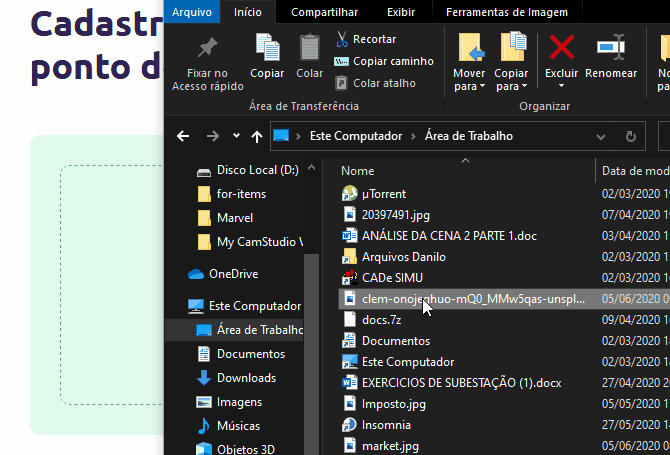 Cadastr
ponto d
Arquivo
Início
Compartilhar
Exibir
Ferramentas de Imagem
Fixar no
Acesso rápido
Copiar
Colar
Recortar
Copiar caminho
Colar atalho
Área de Transferência
Mover
para
Copiar
para
Excluir
Renomear
No
pa
Organizar
Este Computador
Área de Trabalho
Disco Local (D:)
for-items
Marvel
My CamStudio V
OneDrive
Este Computador
Área de Trabalho
Documentos
Downloads
Imagens
Músicas
Objetos 3D
Nome
Data de mod
µTorrent
02/03/2020 19
20397491.jpg
07/04/2020 19
ANÁLISE DA CENA 2 PARTE 1.doc
03/04/2020 1
Arquivos Danilo
02/03/2020 1
CADe SIMU
02/03/2020 1
clem-onojeghuo-mQ0_MMw5qas-unspl...
05/06/2020 0
docs.7z
09/04/2020 1
Documentos
02/03/2020 1
Este Computador
02/03/2020 1
EXERCICIOS DE SUBESTAÇÃO (1).docx
27/04/2020 2
Imposto.jpg
05/05/2020 1
Insomnia
27/05/2020 1
market.jpg
05/06/2020 0